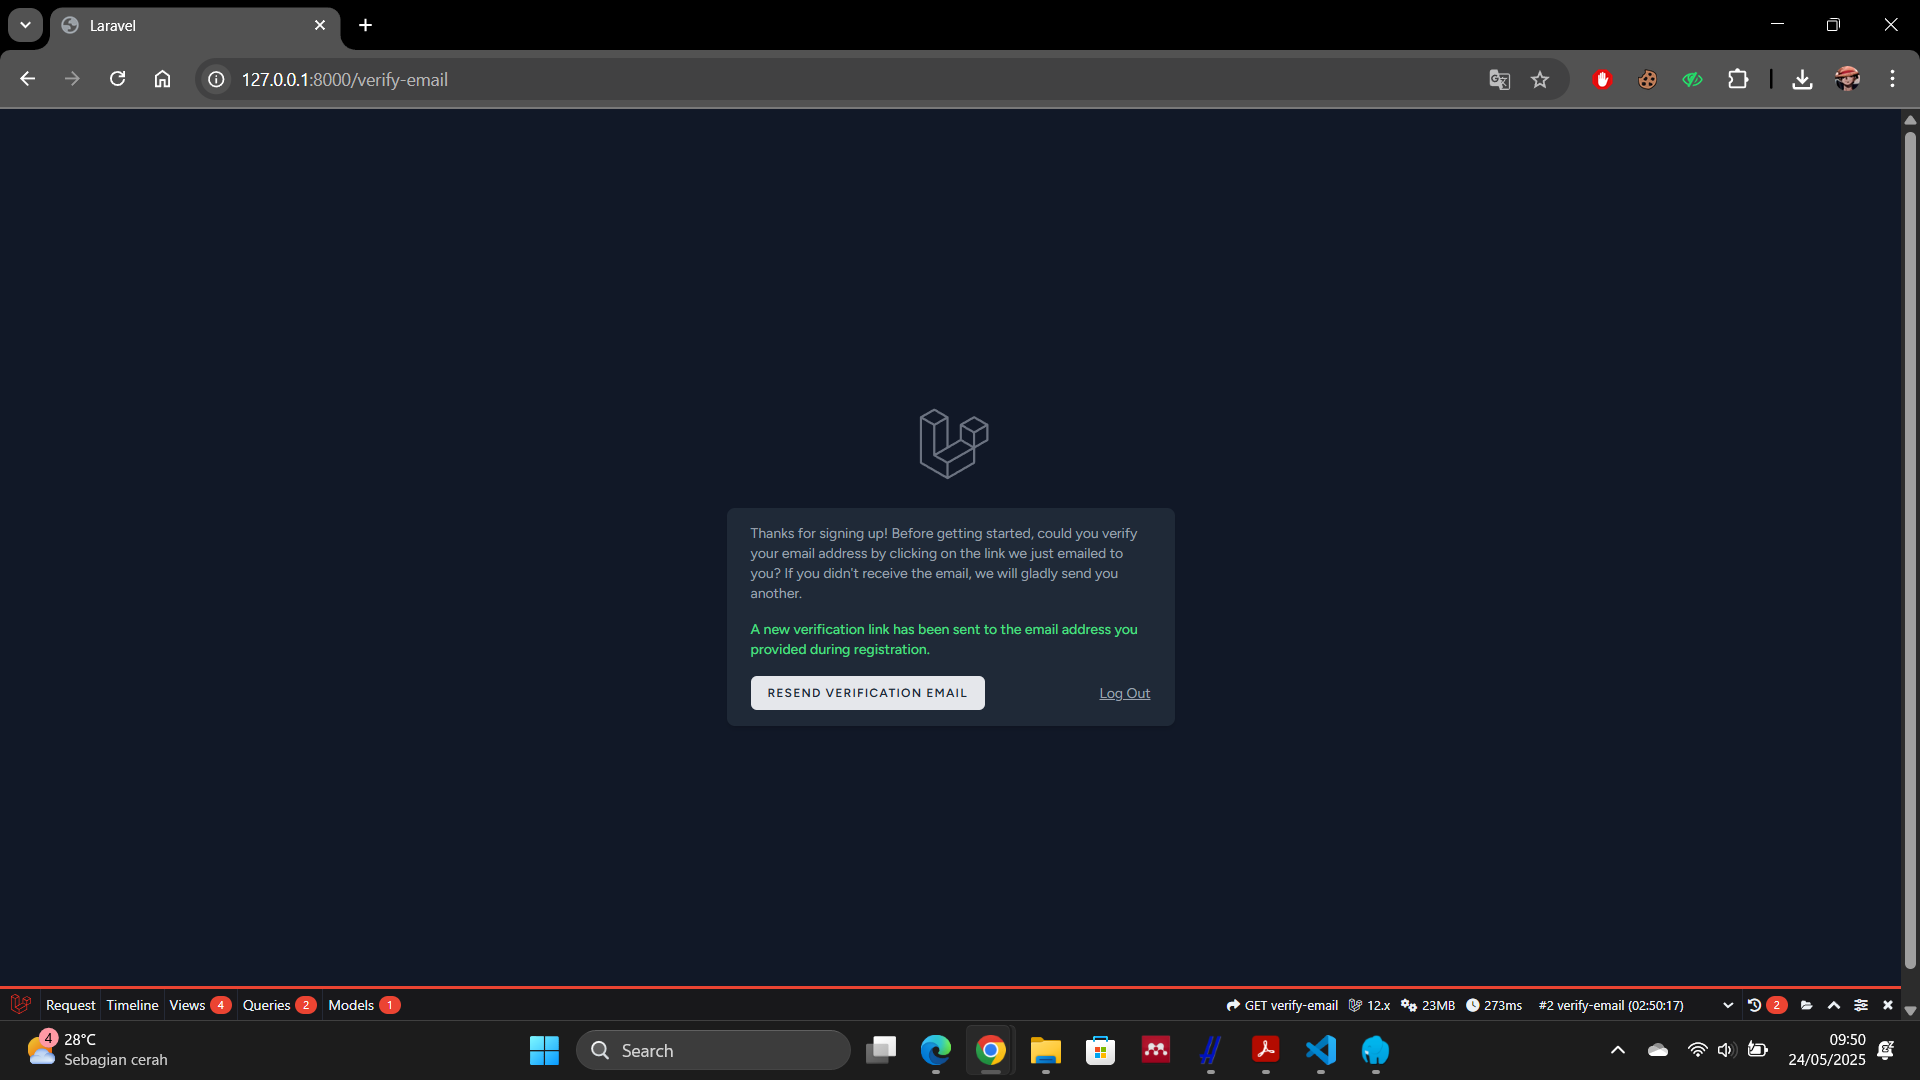 Laravel
127.0.0.1:8000/verify-email
Thanks for signing up! Before getting started, could you verify
your email address by clicking on the link we just emailed to
you? If you didn't receive the email, we will gladly send you
another.
A new verification link has been sent to the email address you
provided during registration.
RESEND VERIFICATION EMAIL
Log Out
Request Timeline Views 4 Queries 2 Models 1 GET verify-email 12.x 23MB 273ms #2 verify-email (02:50:17) 2
4 28°C
Sebagian cerah
Search
09:50
24/05/2025